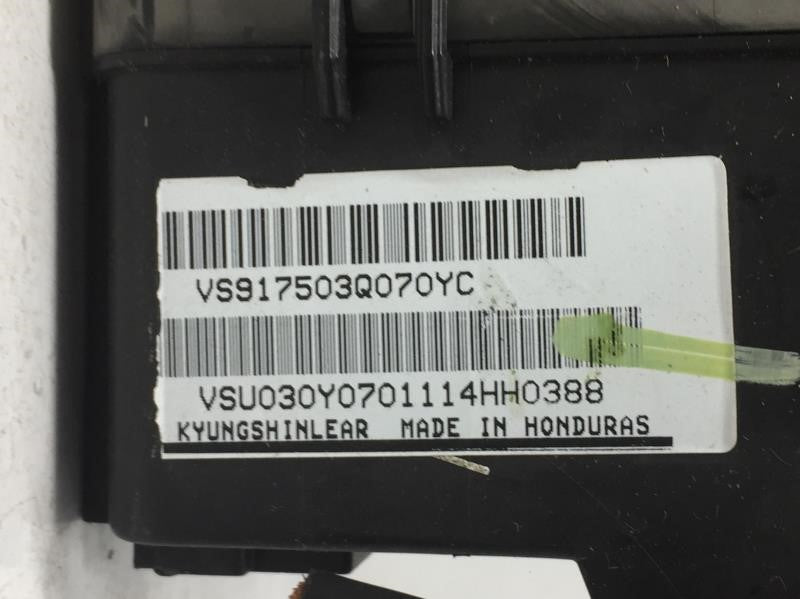 VS917503Q070YC
VSU030Y0701114HH0388
KYUNGSHINLEAR MADE IN HONDURAS